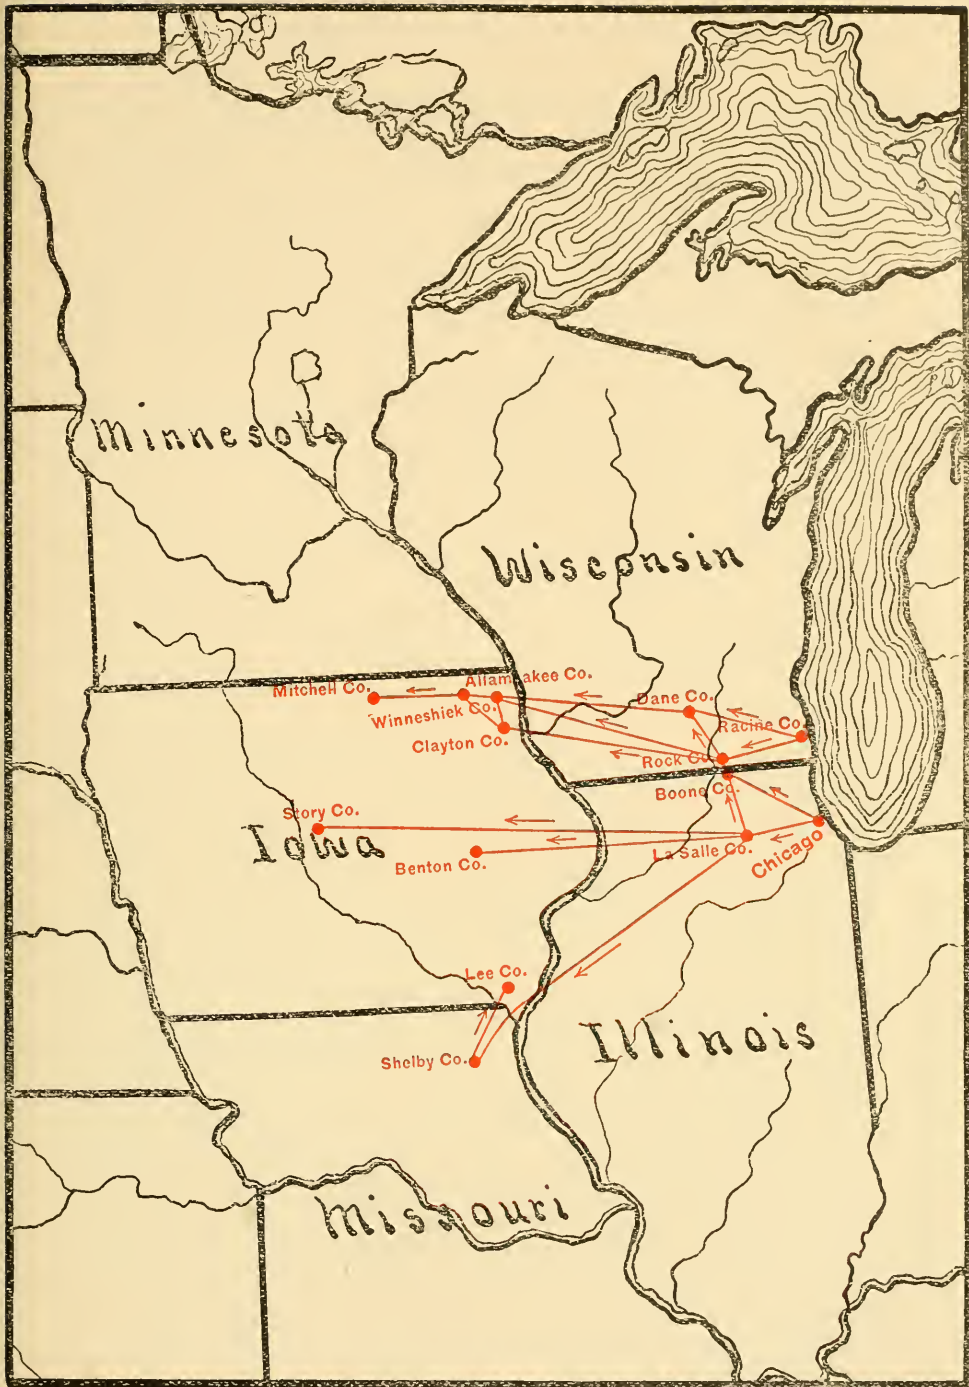 Minnesota
Wisconsin
Allamakee Co.
Mitchell Co.
Winneshiek Co.
Dane Co.
Racine Co.
Clayton Co.
Rock Co.
Boone Co.
Story Co.
Iowa
Benton Co.
La Salle Co.
Chicago
Lee Co.
Illinois
Shelby Co.
Missouri